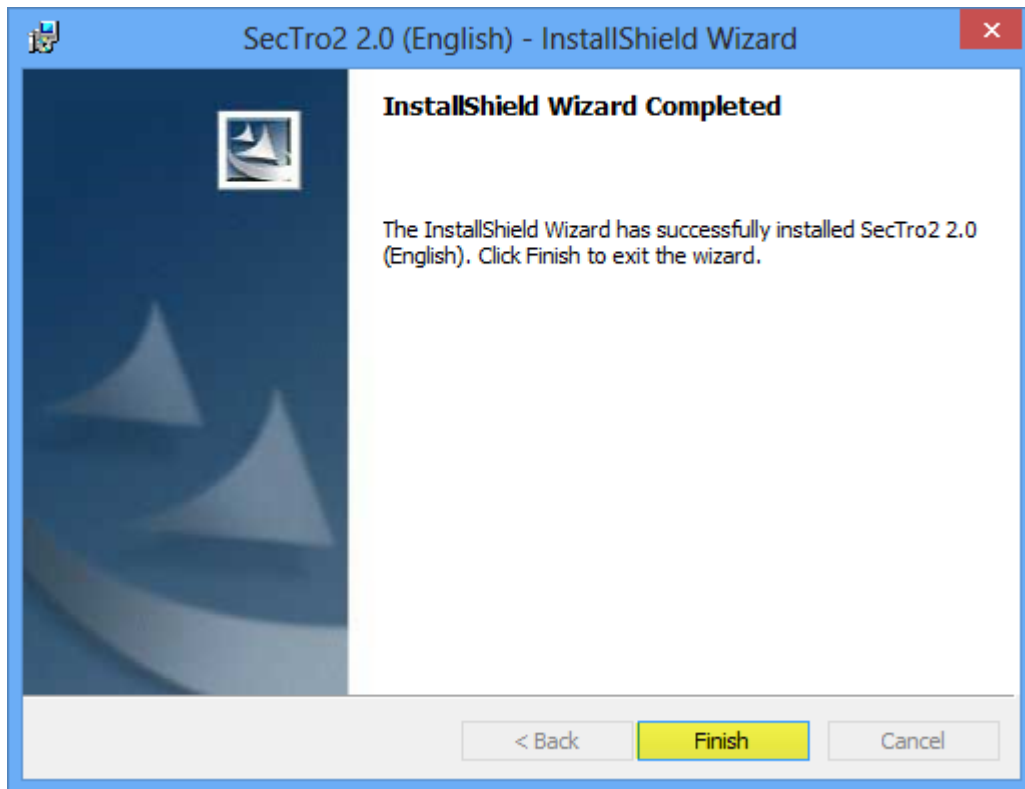 SecTro2 2.0 (English) - InstallShield Wizard
InstallShield Wizard Completed
The InstallShield Wizard has successfully installed SecTro2 2.0
(English). Click Finish to exit the wizard.
< Back
Finish
Cancel